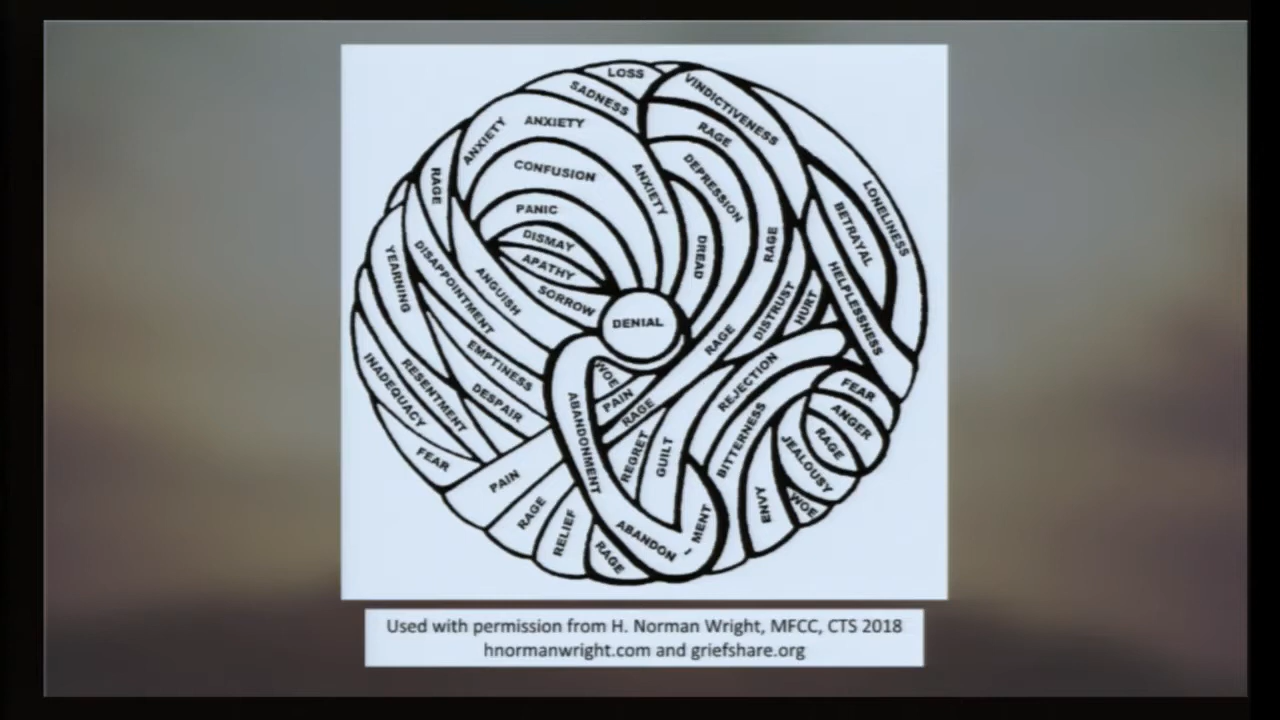 LOSS
SADNESS
VINDICTIVENESS
ANXIETY
ANXIETY
RAGE
CONFUSION
ANXIETY
DEPRESSION
RAGE
LONELINESS
PANIC
BETRAYAL
DISMAY
DREAD
RAGE
APATHY
YEARNING
DISAPPOINTMENT
ANGUISH
SORROW
DENIAL
DISTRUST
HURT
HELPLESSNESS
RAGE
EMPTINESS
WOE
PAIN
RAGE
REJECTION
INADEQUACY
RESENTMENT
DESPAIR
ABANDONMENT
REGRET
GUILT
BITTERNESS
FEAR
ANGER
RAGE
JEALOUSY
FEAR
PAIN
RAGE
RELIEF
RAGE
ABANDON - MENT
ENVY
WOE
Used with permission from H. Norman Wright, MFCC, CTS 2018
hnormanwright.com and griefshare.org